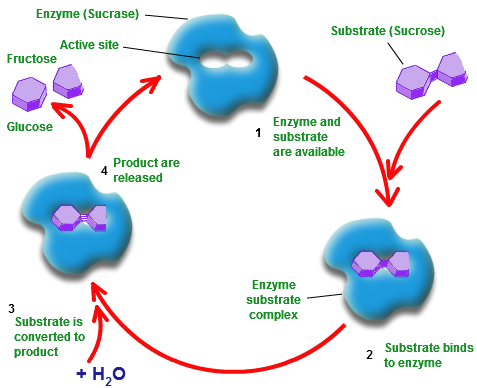 Enzyme (Sucrase)
Active site
Substrate (Sucrose)
Fructose
Glucose
1 Enzyme and
substrate
are available
4 Product are
released
Enzyme
substrate
complex
2 Substrate binds
to enzyme
3
Substrate is
converted to
product
+ H2O